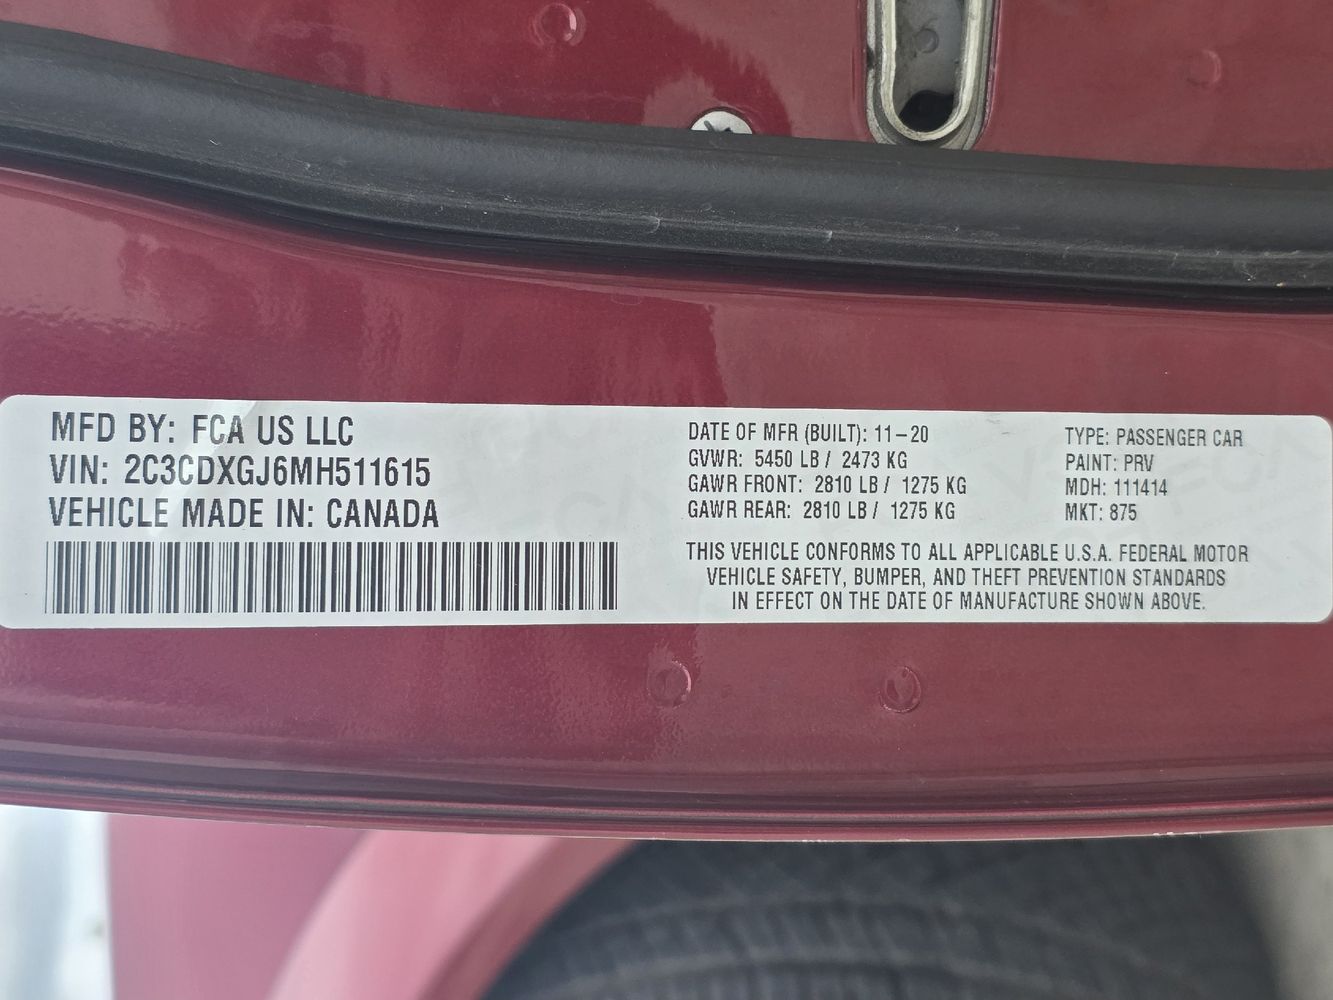 MFD BY: FCA US LLC
VIN: 2C3CDXGJ6MH511615
VEHICLE MADE IN: CANADA
DATE OF MFR (BUILT): 11-20
GVWR: 5450 LB / 2473 KG
GAWR FRONT: 2810 LB / 1275 KG
GAWR REAR: 2810 LB / 1275 KG
TYPE: PASSENGER CAR
PAINT: PRV
MDH: 111414
MKT: 875
THIS VEHICLE CONFORMS TO ALL APPLICABLE U.S.A. FEDERAL MOTOR
VEHICLE SAFETY, BUMPER, AND THEFT PREVENTION STANDARDS
IN EFFECT ON THE DATE OF MANUFACTURE SHOWN ABOVE.